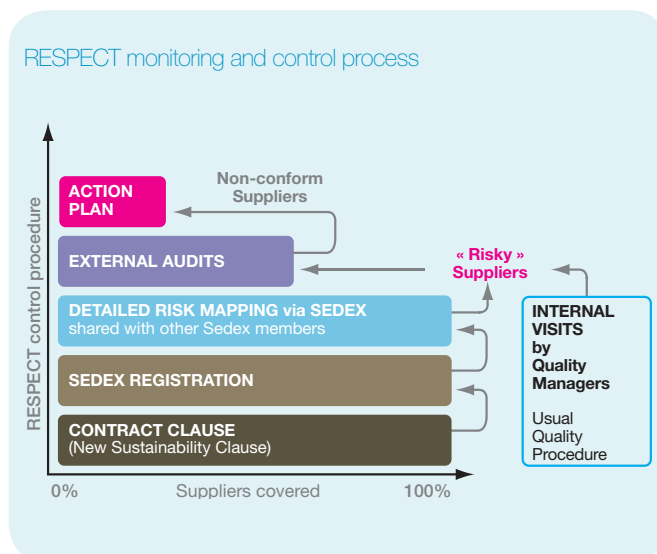 RESPECT monitoring and control process
RESPECT control procedure
ACTION
PLAN
Non-conform
Suppliers
EXTERNAL AUDITS
« Risky »
Suppliers
DETAILED RISK MAPPING via SEDEX
shared with other Sedex members
SEDEX REGISTRATION
CONTRACT CLAUSE
(New Sustainability Clause)
INTERNAL
VISITS
by
Quality
Managers
Usual
Quality
Procedure
0% Suppliers covered 100%